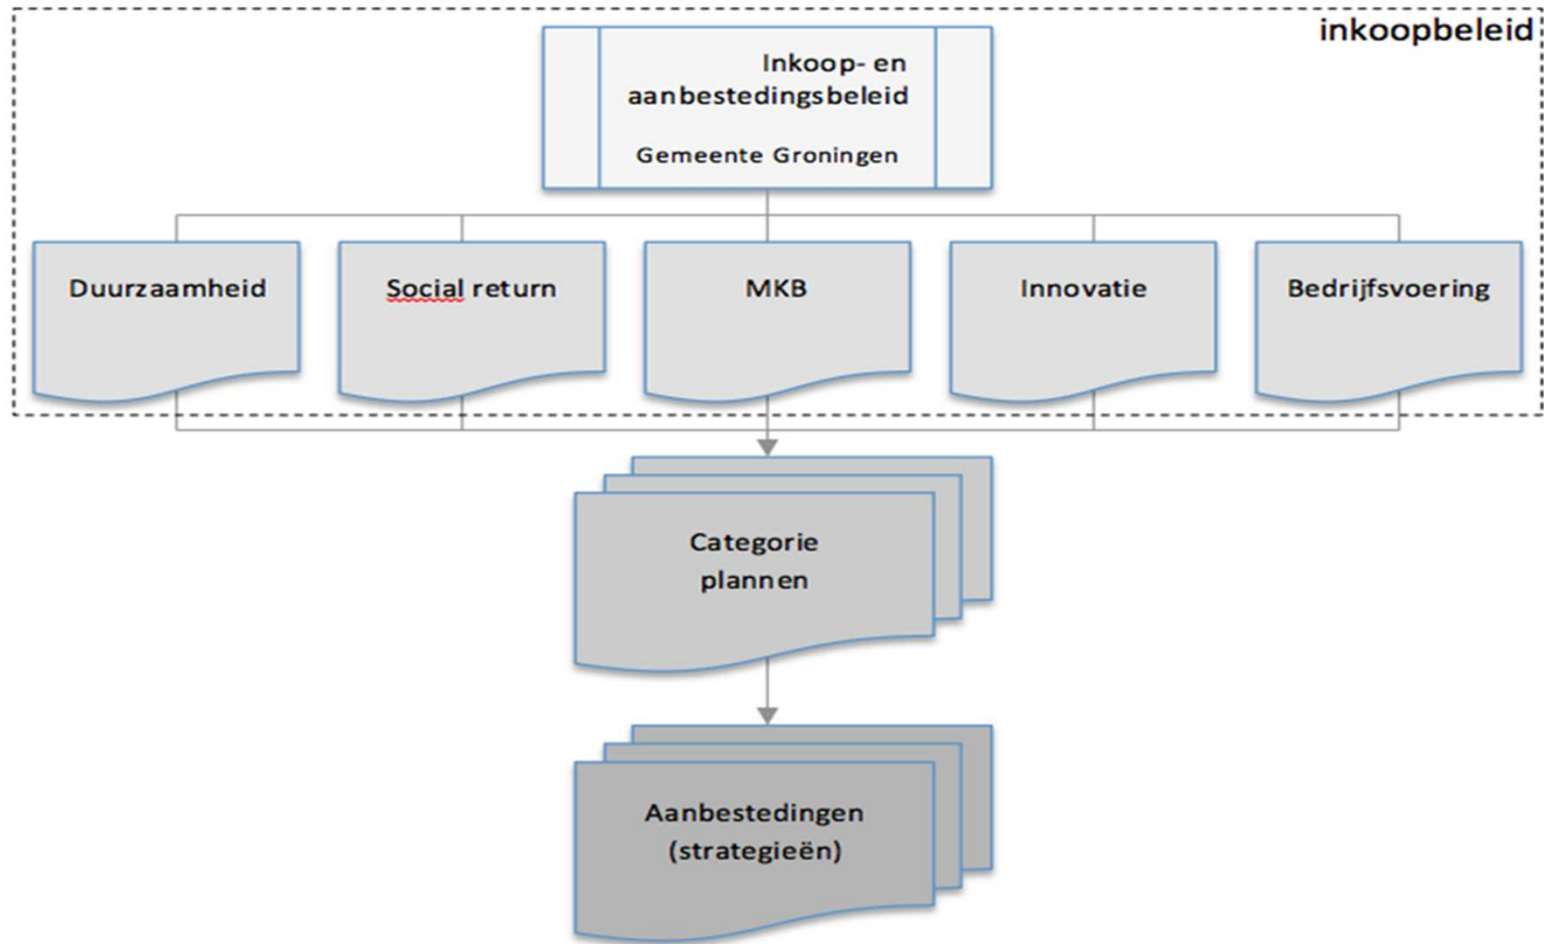 inkoopbeleid
Inkoop- en
aanbestedingsbeleid
Gemeente Groningen
Duurzaamheid
Social return
MKB
Innovatie
Bedrijfsvoering
Categorie
plannen
Aanbestedingen
(strategieën)